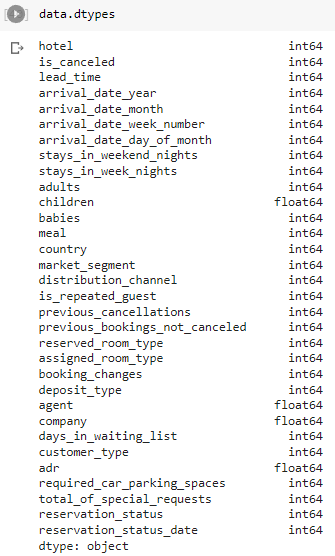 data.dtypes
hotel int64
is_canceled int64
lead_time int64
arrival_date_year int64
arrival_date_month int64
arrival_date_week_number int64
arrival_date_day_of_month int64
stays_in_weekend_nights int64
stays_in_week_nights int64
adults int64
children float64
babies int64
meal int64
country int64
market_segment int64
distribution_channel int64
is_repeated_guest int64
previous_cancellations int64
previous_bookings_not_canceled int64
reserved_room_type int64
assigned_room_type int64
booking_changes int64
deposit_type int64
agent float64
company float64
days_in_waiting_list int64
customer_type int64
adr float64
required_car_parking_spaces int64
total_of_special_requests int64
reservation_status int64
reservation_status_date int64
dtype: object